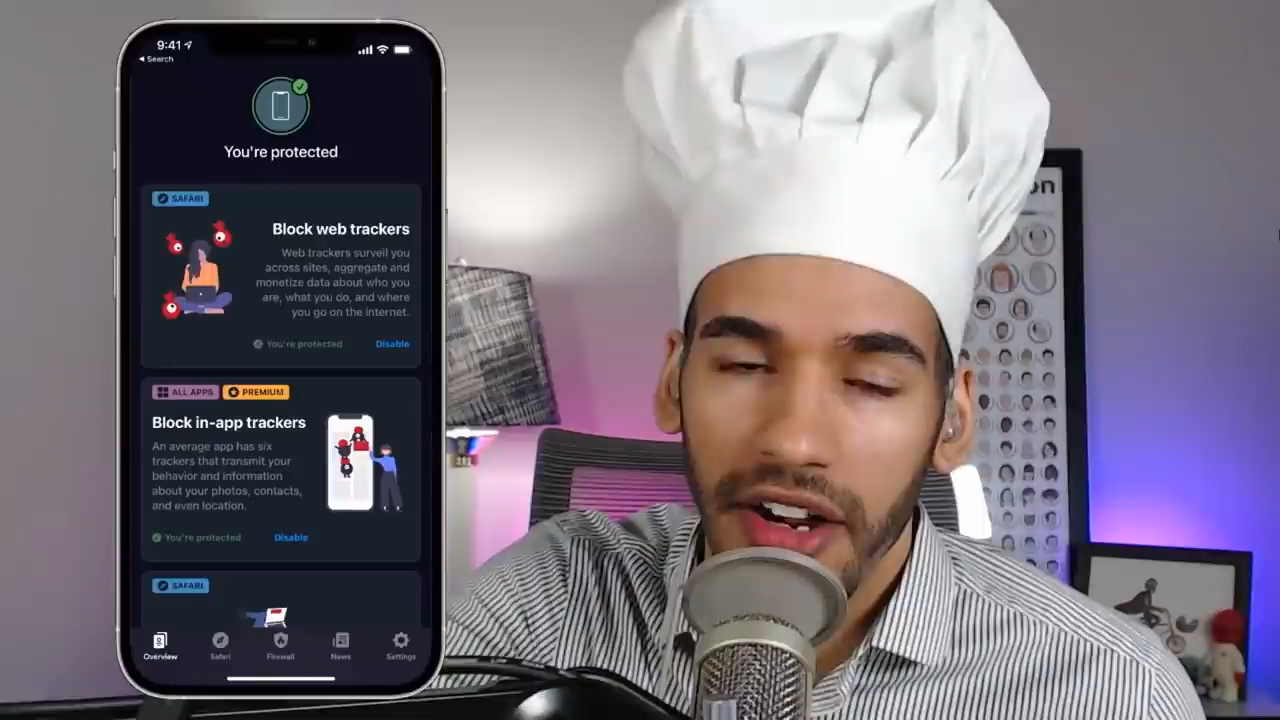 9:41
Search
You're protected
SAFARI
Block web trackers
Web trackers surveil you
across sites, aggregate and
monetize data about who you
are, what you do, and where
you go on the internet.
You're protected Disable
ALL APPS PREMIUM
Block in-app trackers
An average app has six
trackers that transmit your
behavior and information
about your photos, contacts,
and even location.
You're protected Disable
SAFARI
Overview Safari Firewall News Settings
on